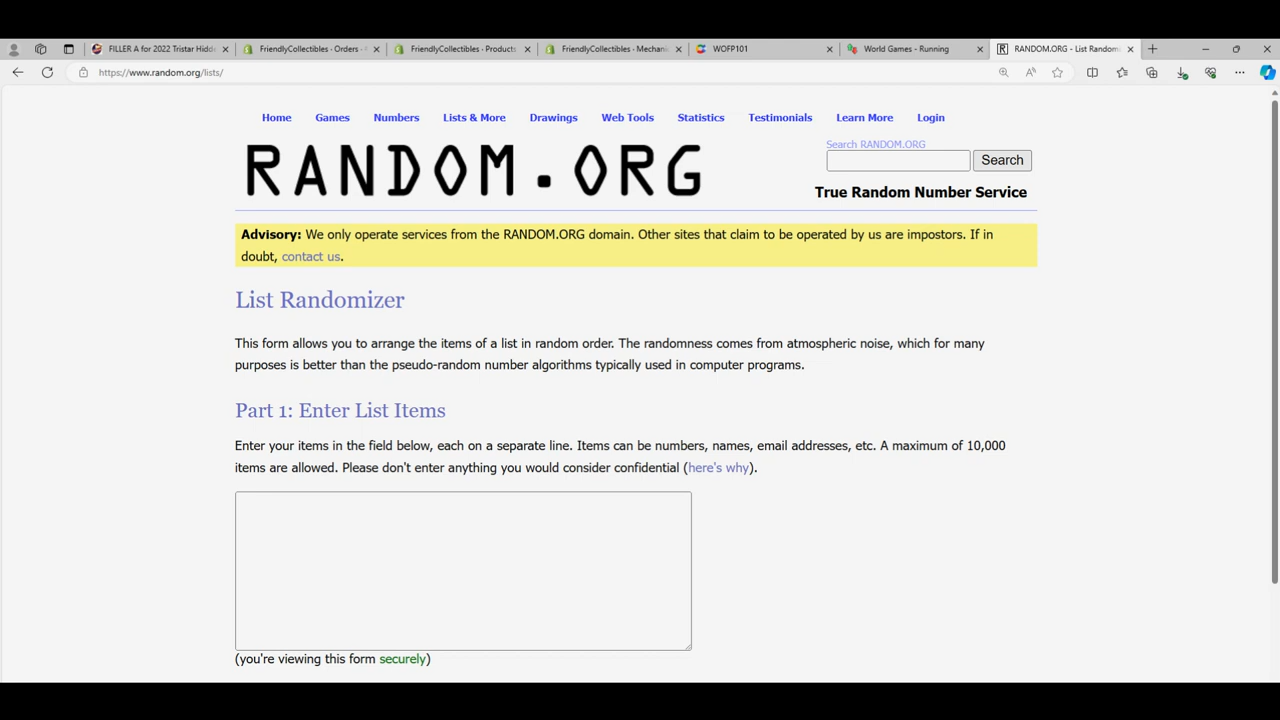 FILLER A for 2022 Tristar Hidd
FriendlyCollectibles - Orders -
FriendlyCollectibles - Products
FriendlyCollectibles - Mechani
WOFP101
World Games - Running
RANDOM.ORG - List Random
https://www.random.org/lists/
Home Games Numbers Lists & More Drawings Web Tools Statistics Testimonials Learn More Login
RANDOM.ORG
Search RANDOM.ORG
Search
True Random Number Service
Advisory: We only operate services from the RANDOM.ORG domain. Other sites that claim to be operated by us are impostors. If in
doubt, contact us.
List Randomizer
This form allows you to arrange the items of a list in random order. The randomness comes from atmospheric noise, which for many
purposes is better than the pseudo-random number algorithms typically used in computer programs.
Part 1: Enter List Items
Enter your items in the field below, each on a separate line. Items can be numbers, names, email addresses, etc. A maximum of 10,000
items are allowed. Please don't enter anything you would consider confidential (here's why).
(you're viewing this form securely)